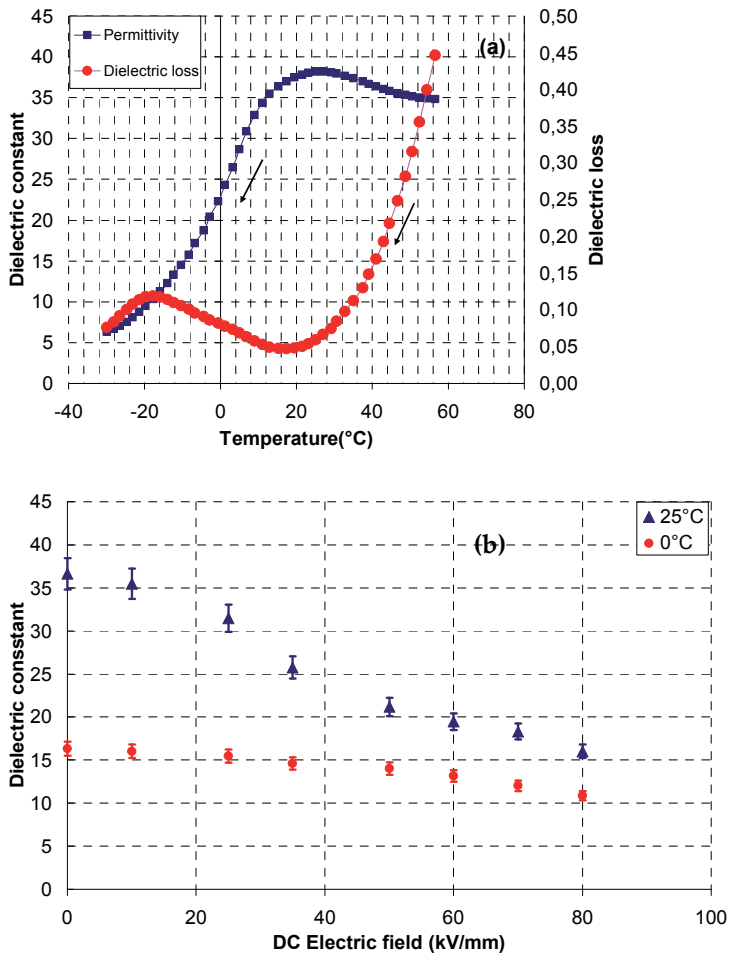 (a)
Permittivity
Dielectric loss
Dielectric constant
45
40
35
30
25
20
15
10
5
0
0,50
0,45
0,40
0,35
0,30
0,25
0,20
0,15
0,10
0,05
0,00
Dielectric loss
-40 -20 0 20 40 60 80
Temperature(°C)
(b)
25°C
0°C
Dielectric consstant
45
40
35
30
25
20
15
10
5
0
0 20 40 60 80 100
DC Electric field (kV/mm)